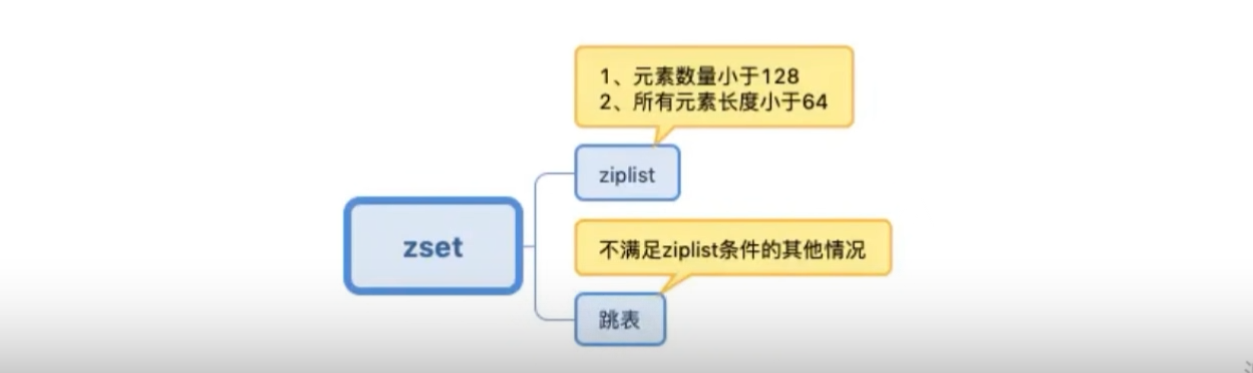 1、元素数量小于128
2、所有元素长度小于64
ziplist
zset
不满足ziplist条件的其他情况
跳表